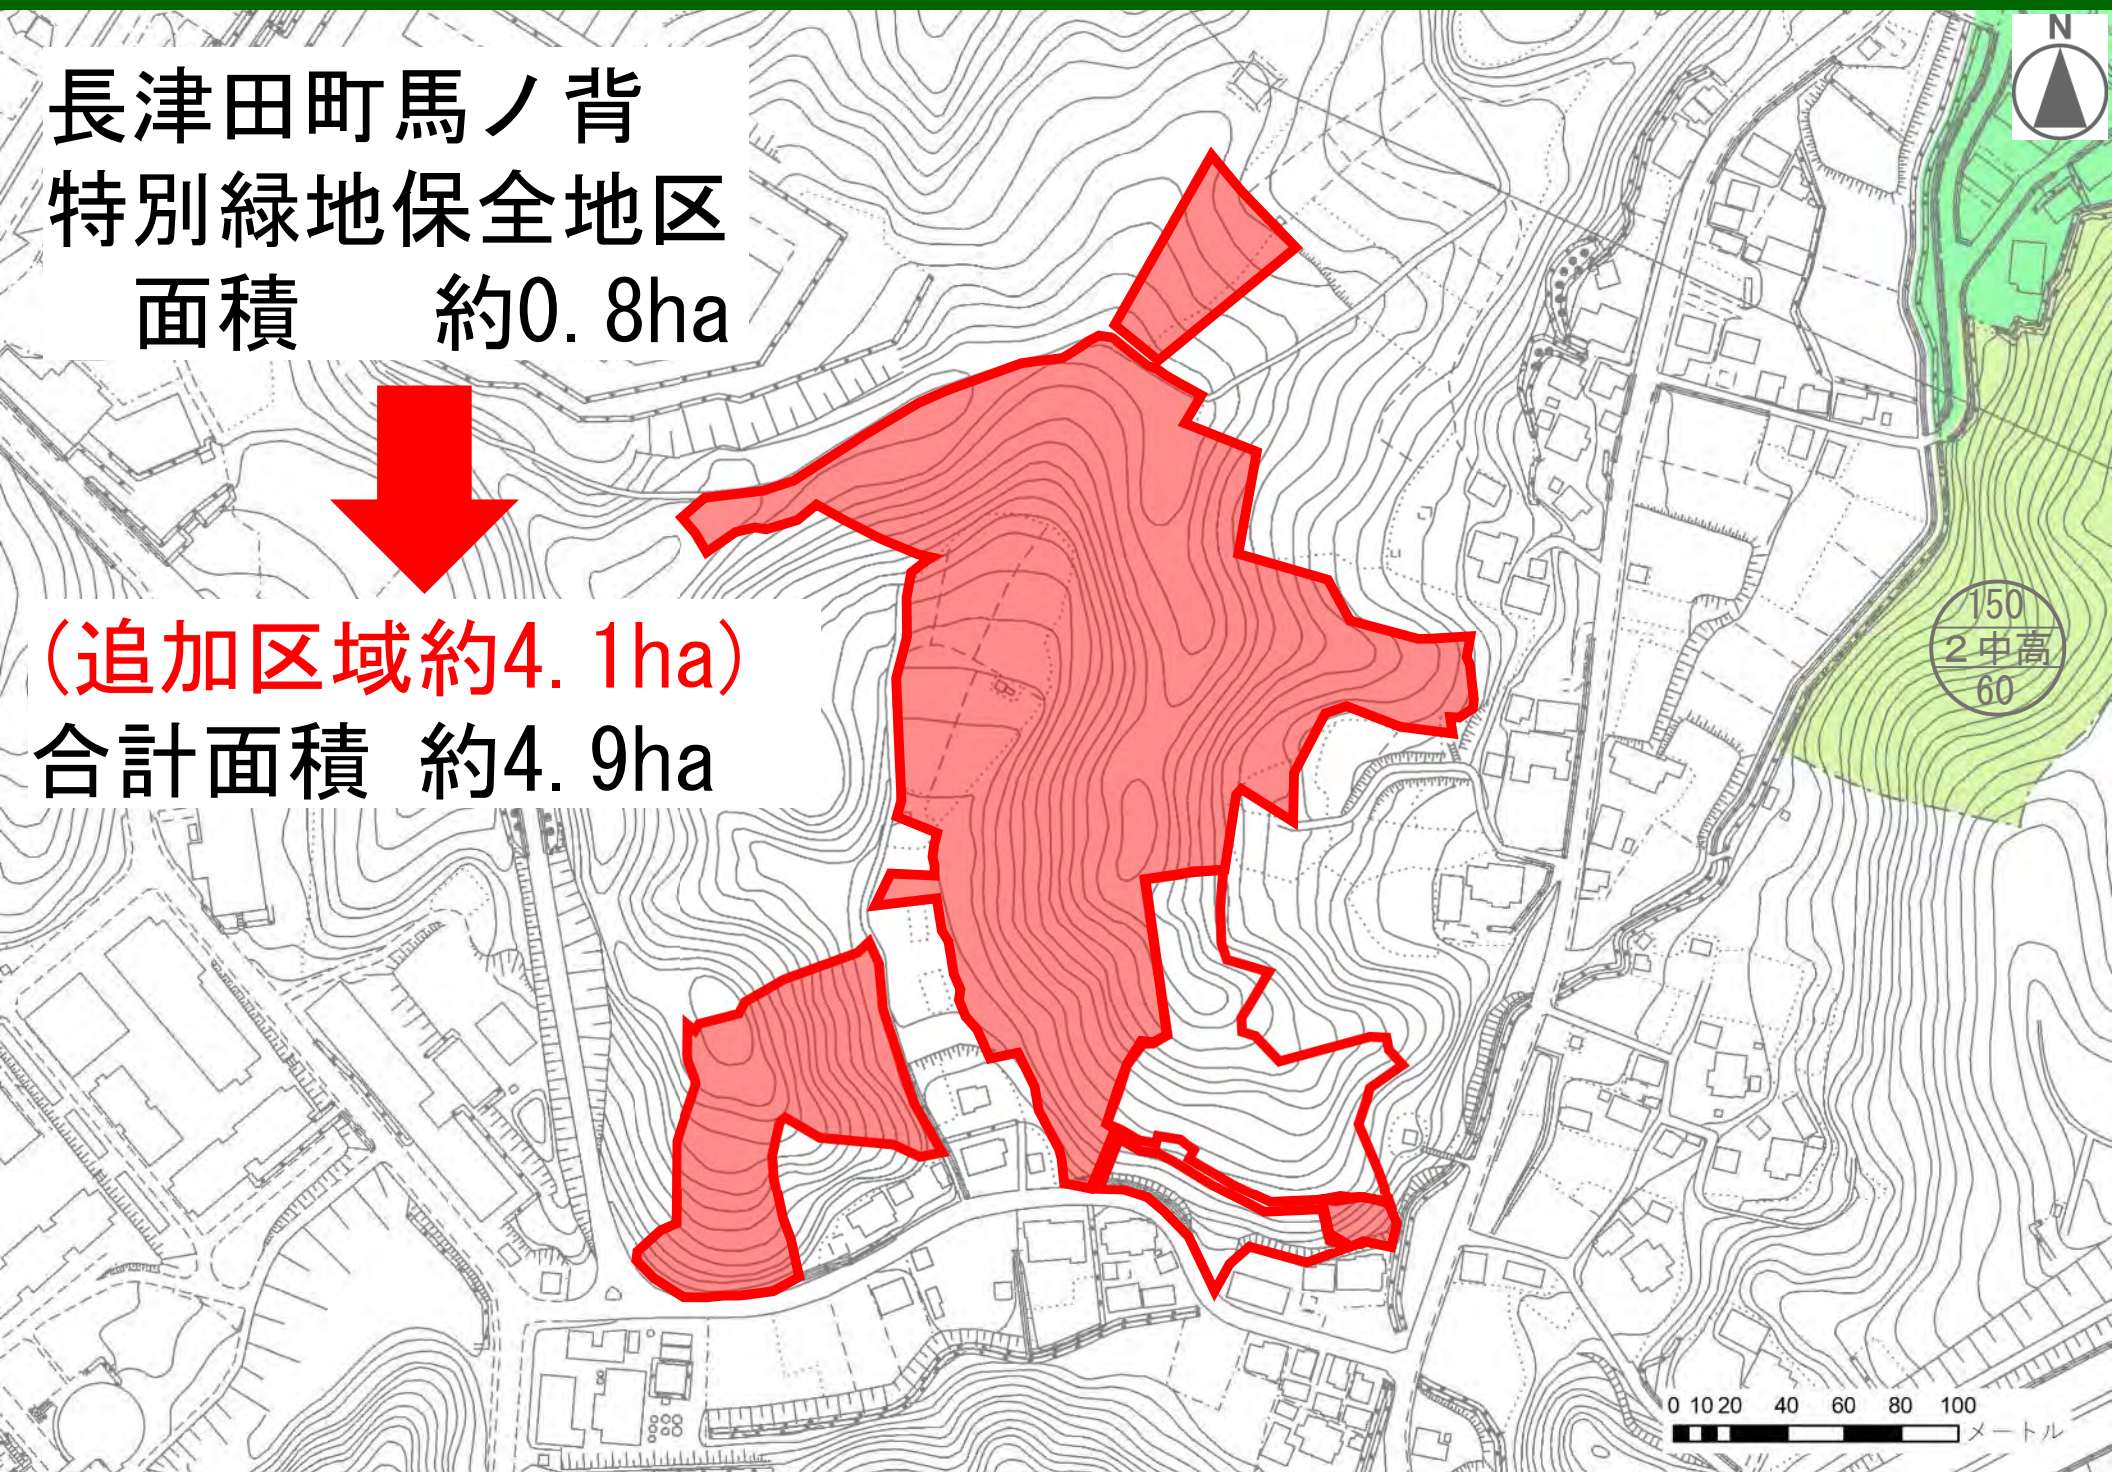 長津田町馬ノ背
特別緑地保全地区
面積　約0.8ha
(追加区域約4.1ha)
合計面積　約4.9ha
N
150
2中高
60
0 10 20 40 60 80 100
メートル